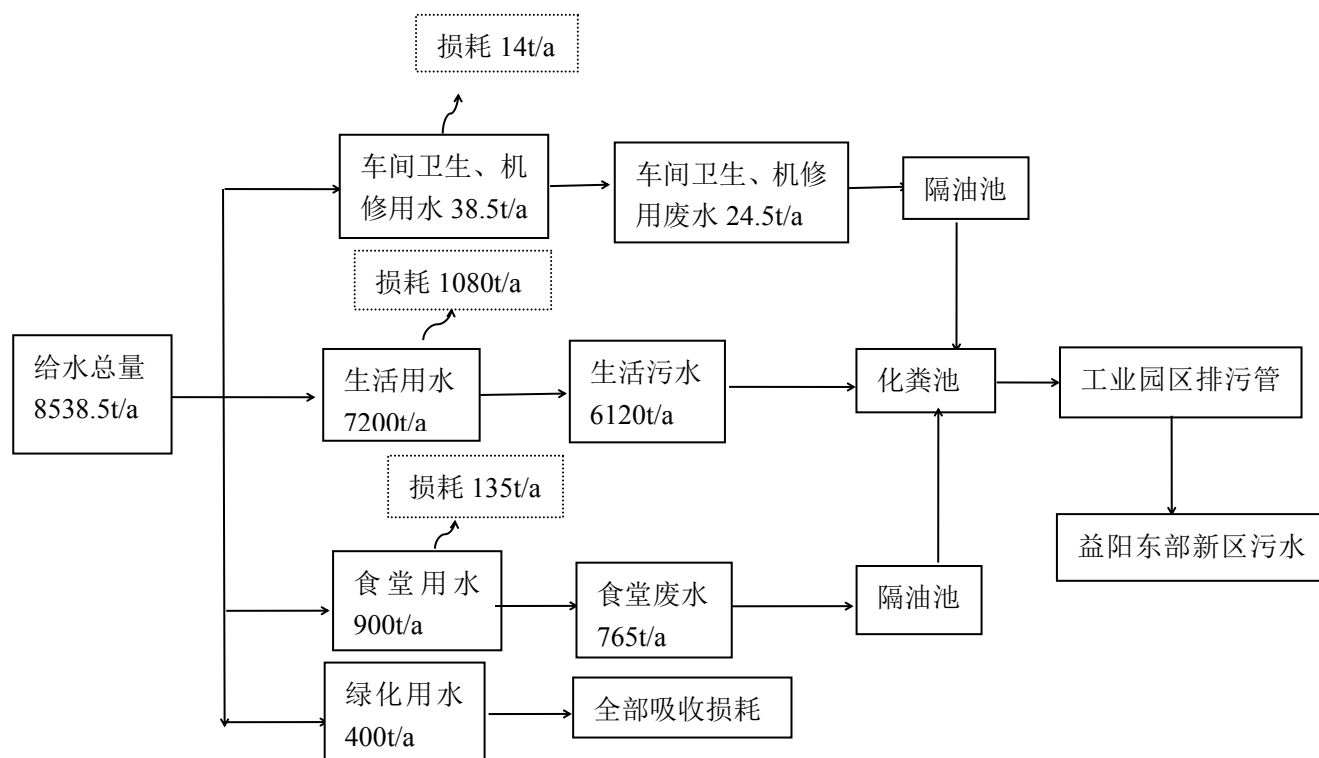 损耗 14t/a
车间卫生、机
修用水 38.5t/a
车间卫生、机修
用废水 24.5t/a
隔油池
损耗 1080t/a
给水总量
8538.5t/a
生活用水
7200t/a
生活污水
6120t/a
化粪池
工业园区排污管
损耗 135t/a
益阳东部新区污水
食堂用水
900t/a
食堂废水
765t/a
隔油池
绿化用水
400t/a
全部吸收损耗